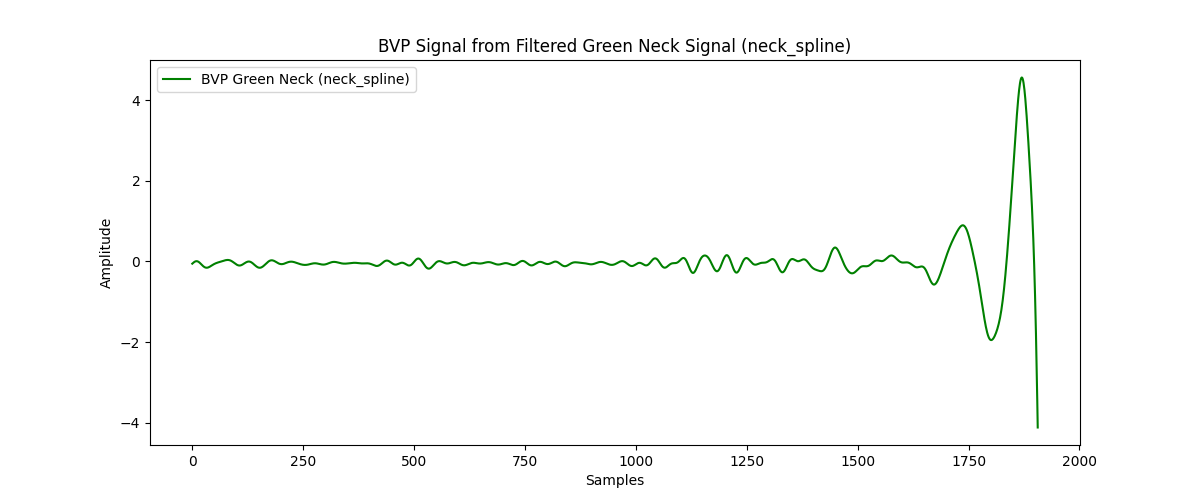 BVP Signal from Filtered Green Neck Signal (neck_spline)
BVP Green Neck (neck_spline)
Amplitude
4
2
0
−2
−4
0 250 500 750 1000 1250 1500 1750 2000
Samples